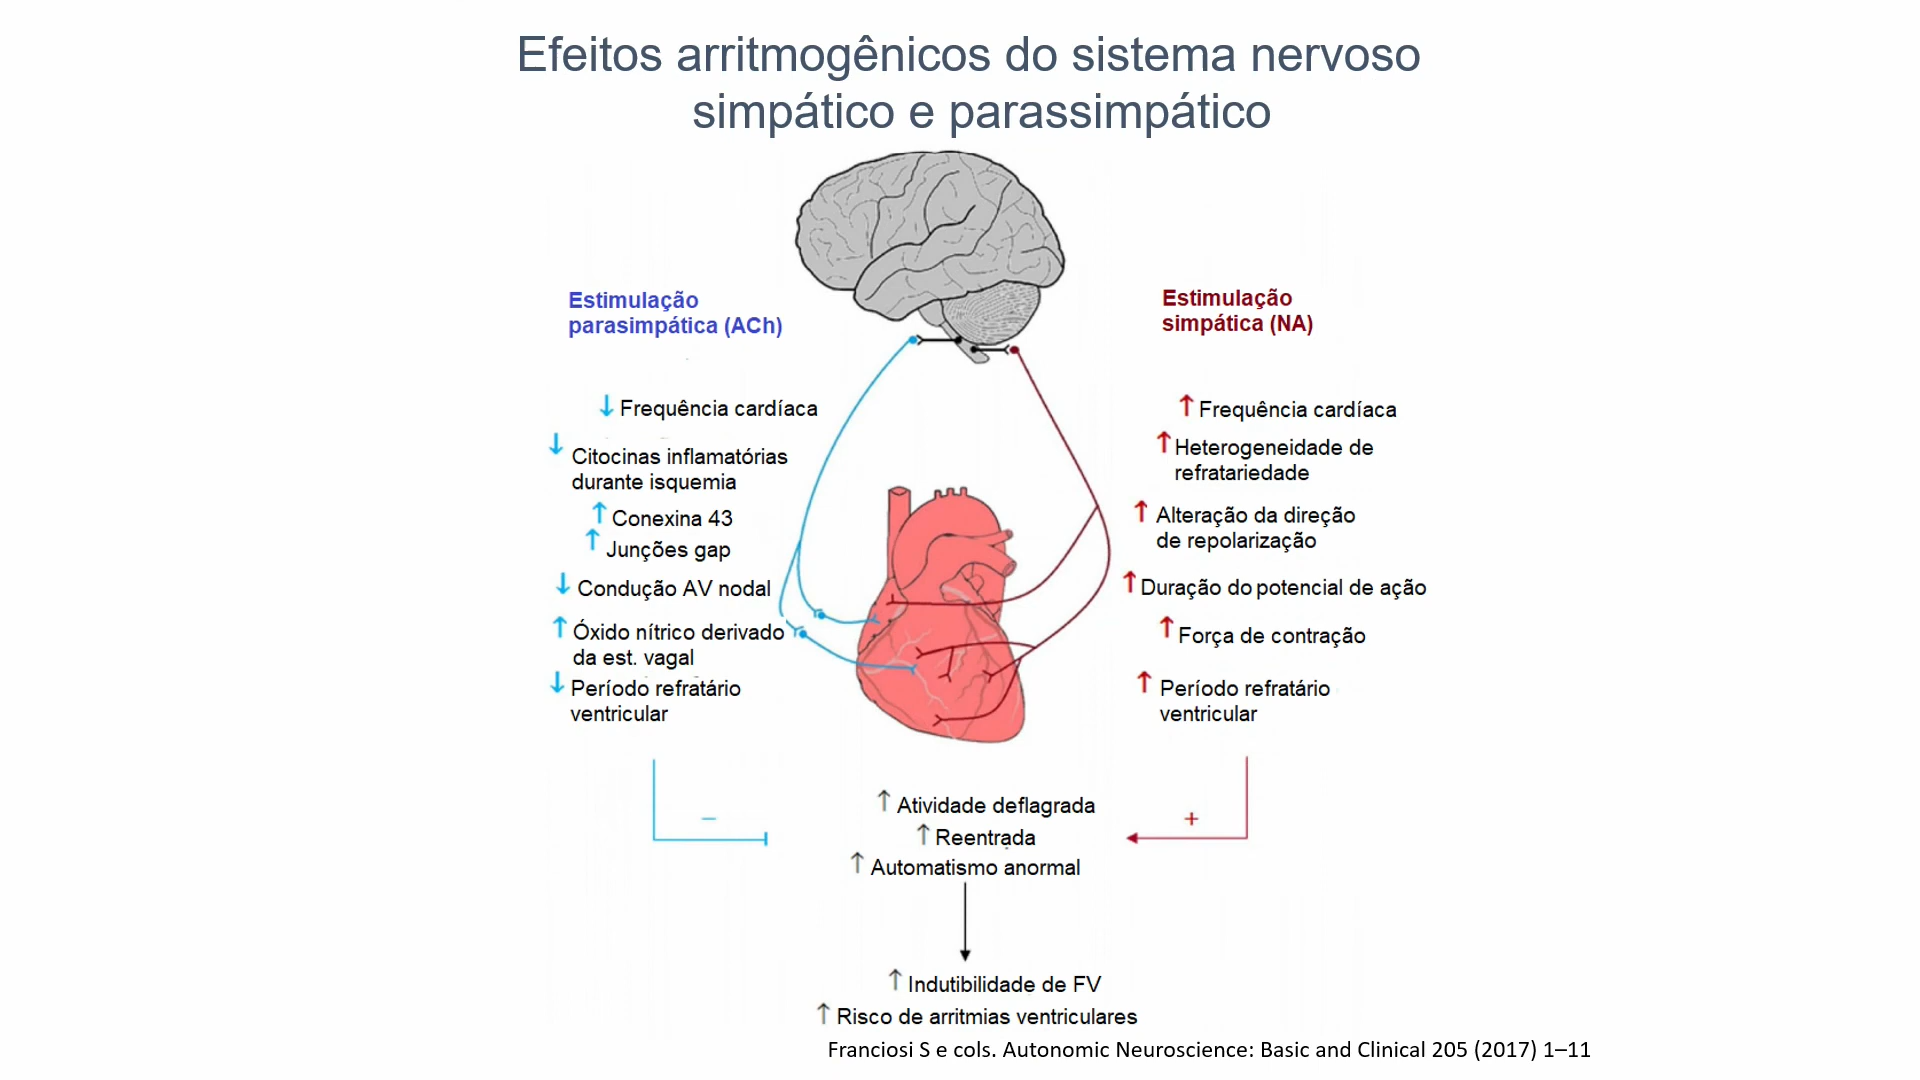 Efeitos arritmogênicos do sistema nervoso
simpático e parassimpático
Estimulação
parasimpática (ACh)
↓ Frequência cardíaca
↓ Citocinas inflamatórias
durante isquemia
↑ Conexina 43
↑ Junções gap
↓ Condução AV nodal
↑ Óxido nítrico derivado
da est. vagal
↓ Período refratário
ventricular
–
Estimulação
simpática (NA)
↑ Frequência cardíaca
↑ Heterogeneidade de
refratariedade
↑ Alteração da direção
de repolarização
↑ Duração do potencial de ação
↑ Força de contração
↑ Período refratário
ventricular
+
↑ Atividade deflagrada
↑ Reentrada
↑ Automatismo anormal
↑ Indutibilidade de FV
↑ Risco de arritmias ventriculares
Franciosi S e cols. Autonomic Neuroscience: Basic and Clinical 205 (2017) 1–11